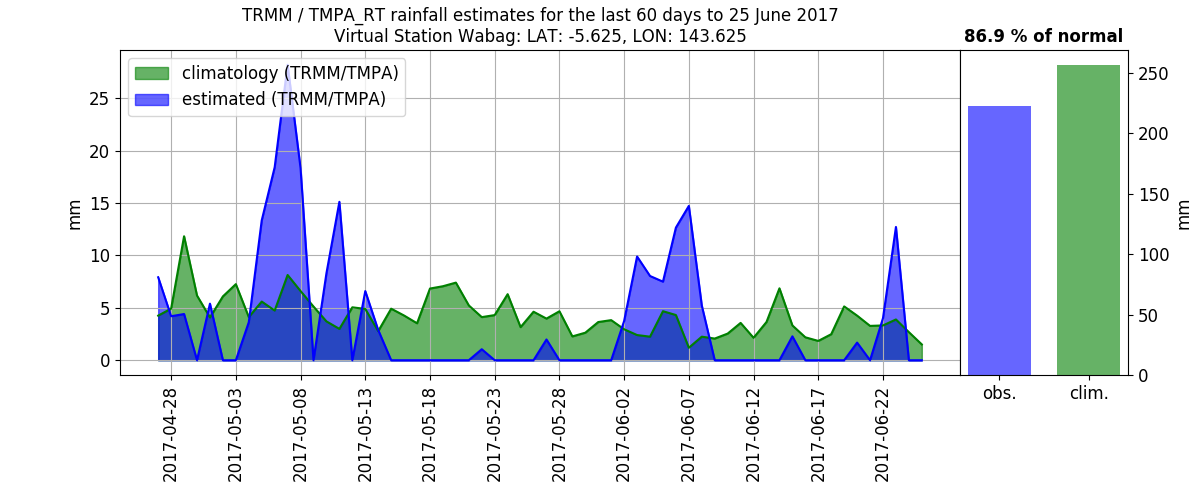 TRMM / TMPA_RT rainfall estimates for the last 60 days to 25 June 2017
Virtual Station Wabag: LAT: -5.625, LON: 143.625
86.9 % of normal
climatology (TRMM/TMPA)
estimated (TRMM/TMPA)
mm
25
20
15
10
5
0
2017-04-28
2017-05-03
2017-05-08
2017-05-13
2017-05-18
2017-05-23
2017-05-28
2017-06-02
2017-06-07
2017-06-12
2017-06-17
2017-06-22
250
200
150
100
50
0
mm
obs.
clim.